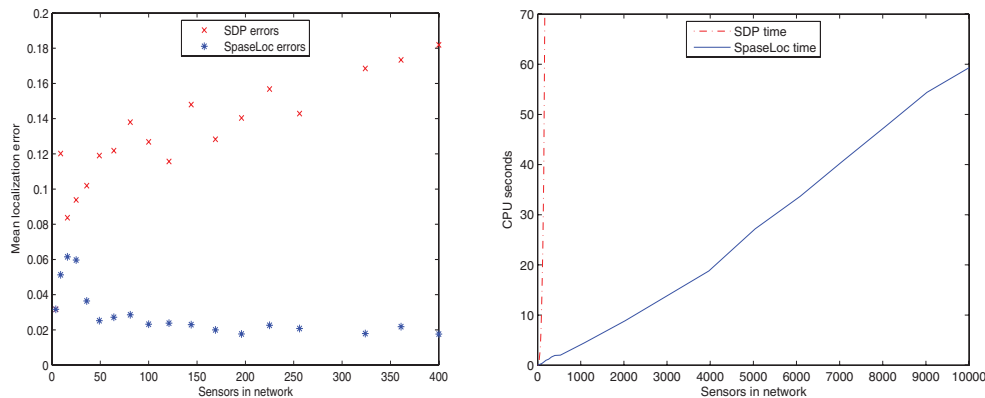 0.2
0.18
0.16
0.14
0.12
0.1
0.08
0.06
0.04
0.02
0
Mean localization error
SDP errors
SpaseLoc errors
0 50 100 150 200 250 300 350 400
Sensors in network
70
60
50
40
30
20
10
0
CPU seconds
SDP time
SpaseLoc time
0 1000 2000 3000 4000 5000 6000 7000 8000 9000 10000
Sensors in network